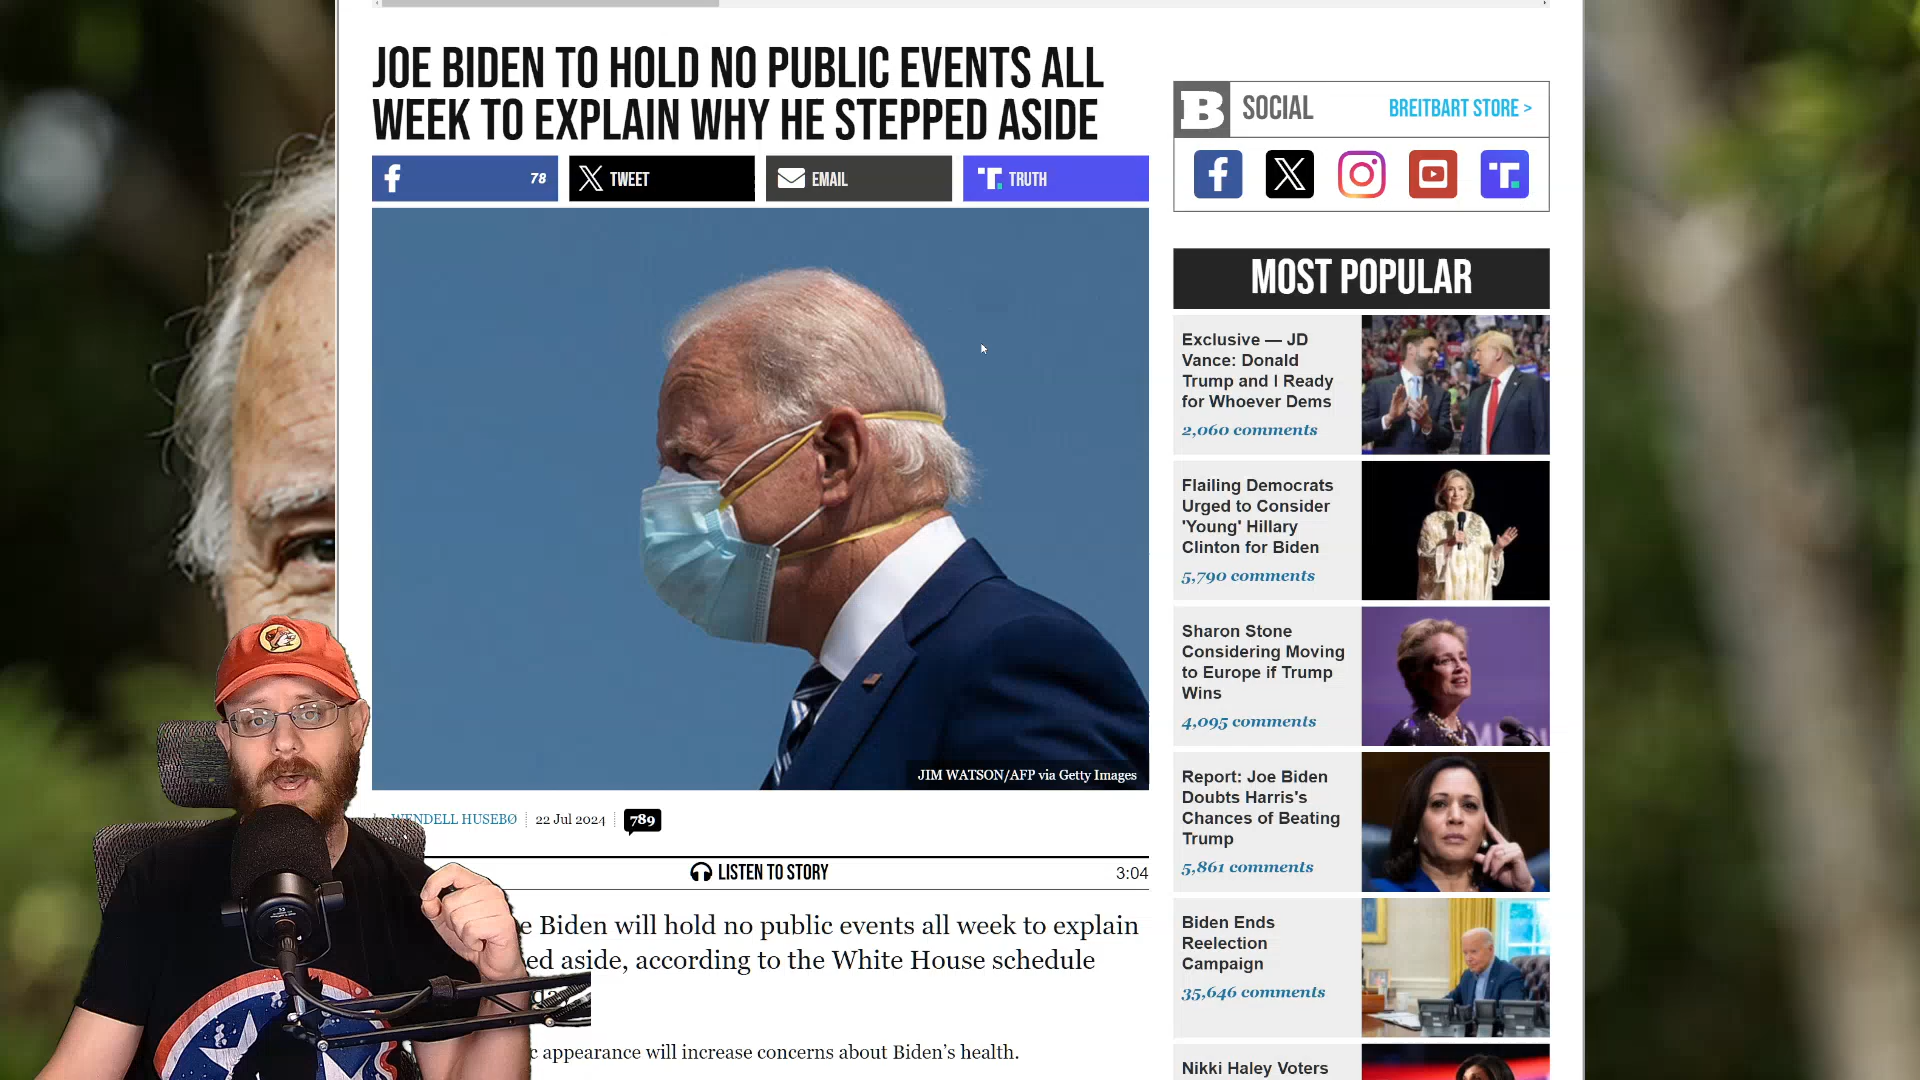 JOE BIDEN TO HOLD NO PUBLIC EVENTS ALL
WEEK TO EXPLAIN WHY HE STEPPED ASIDE
78
TWEET
EMAIL
TRUTH
JIM WATSON/AFP via Getty Images
WENDELL HUSEBØ
22 Jul 2024
789
LISTEN TO STORY
3:04
Biden will hold no public events all week to explain
aside, according to the White House schedule
appearance will increase concerns about Biden's health.
B SOCIAL
BREITBART STORE >
MOST POPULAR
Exclusive — JD
Vance: Donald
Trump and I Ready
for Whoever Dems
2,060 comments
Flailing Democrats
Urged to Consider
'Young' Hillary
Clinton for Biden
5,790 comments
Sharon Stone
Considering Moving
to Europe if Trump
Wins
4,095 comments
Report: Joe Biden
Doubts Harris's
Chances of Beating
Trump
5,861 comments
Biden Ends
Reelection
Campaign
35,646 comments
Nikki Haley Voters